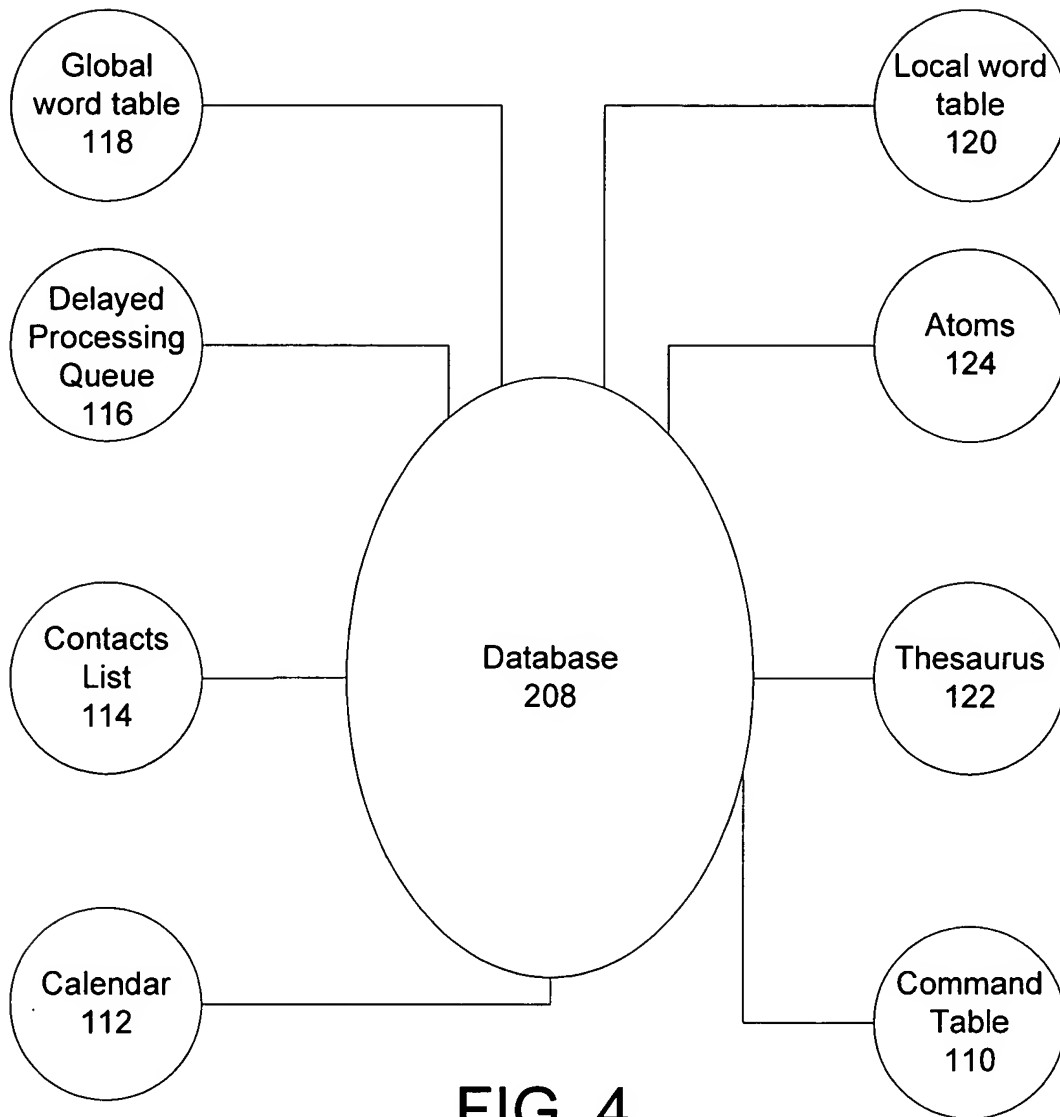 Global
word table
118
Local word
table
120
Delayed
Processing
Queue
116
Atoms
124
Contacts
List
114
Database
208
Thesaurus
122
Calendar
112
Command
Table
110
FIG. 4